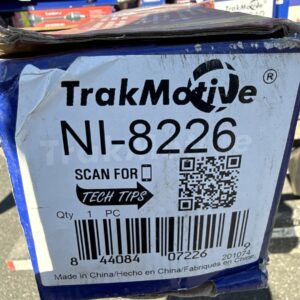 TrakMotive®
NI-8226
SCAN FOR
TECH TIPS
Qty 1 PC
8 44084 07226 9
201074
Made in China/Hecho en China/Fabriqués en Chine